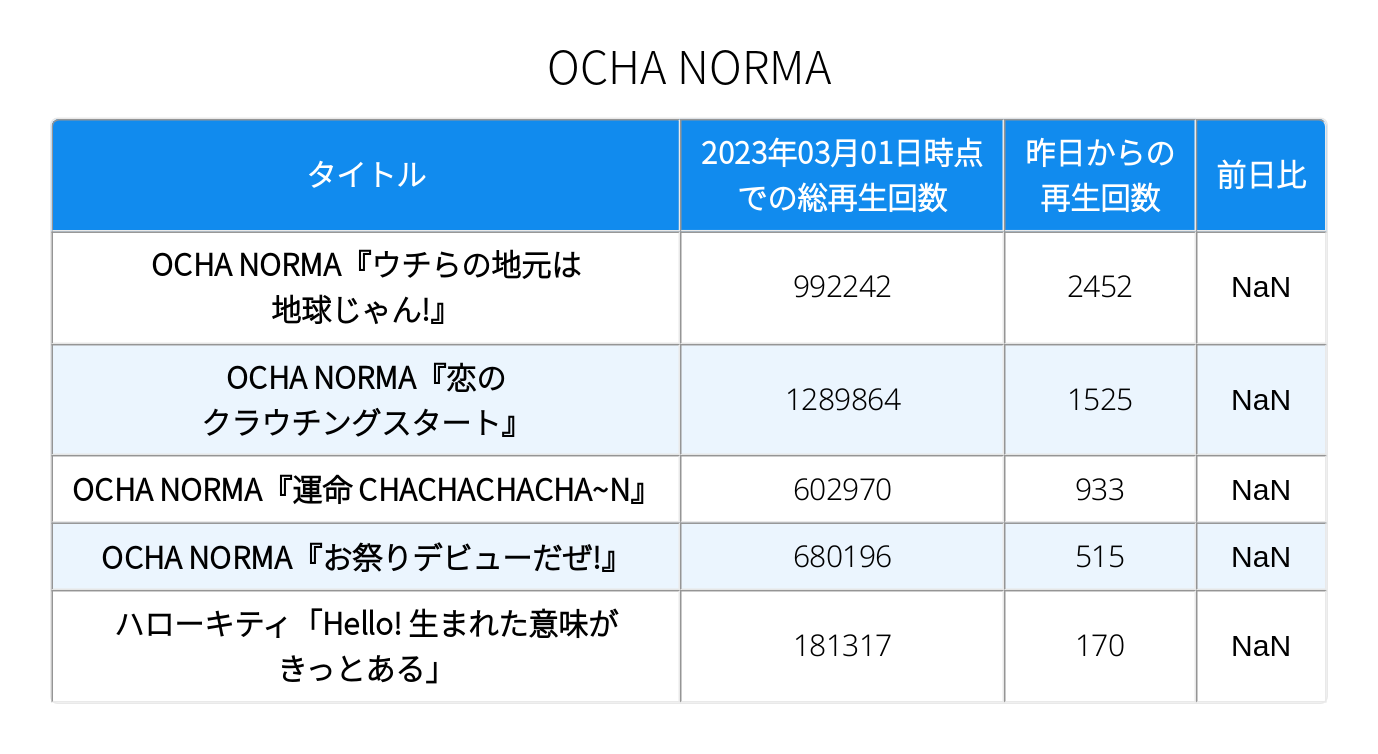 OCHA NORMA
タイトル
2023年03月01日時点
での総再生回数
昨日からの
再生回数
前日比
OCHA NORMA『ウチらの地元は
地球じゃん!』
992242
2452
NaN
OCHA NORMA『恋の
クラウチングスタート』
1289864
1525
NaN
OCHA NORMA『運命 CHACHACHACHA~N』
602970
933
NaN
OCHA NORMA『お祭りデビューだぜ!』
680196
515
NaN
ハローキティ「Hello! 生まれた意味が
きっとある」
181317
170
NaN